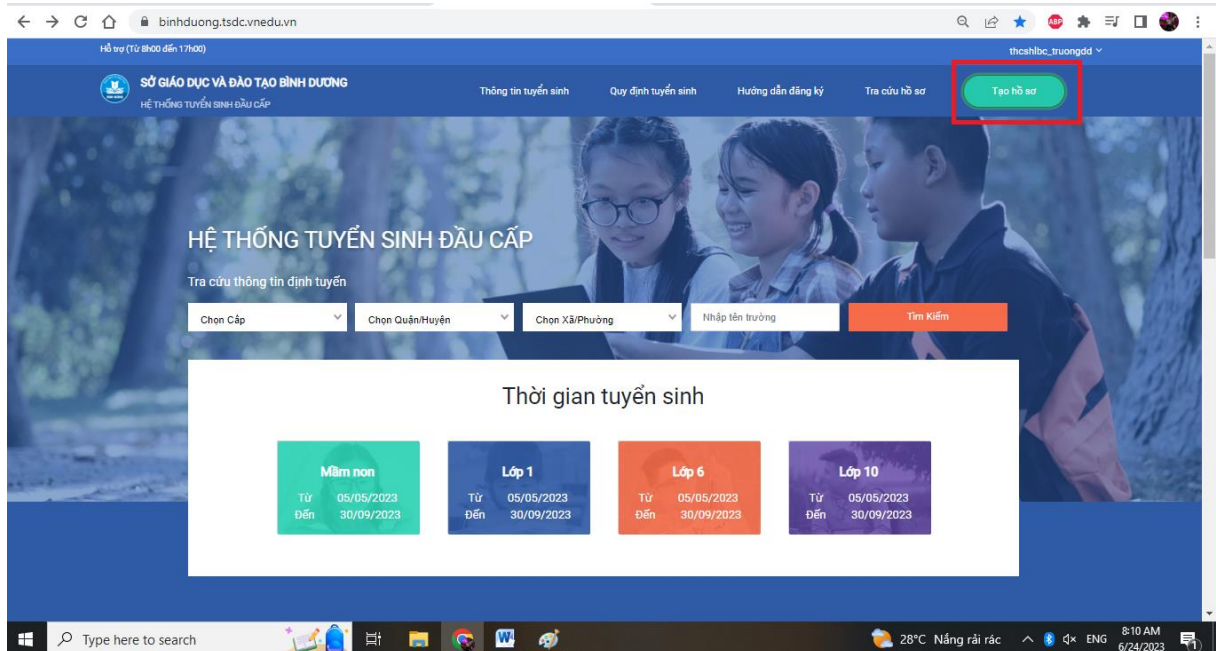 binhduong.tsdc.vnedu.vn
ABP
Hỗ trợ (Từ 8h00 đến 17h00)
thcshlbc_truongdd
SỞ GIÁO DỤC VÀ ĐÀO TẠO BÌNH DƯƠNG
HỆ THỐNG TUYỂN SINH ĐẦU CẤP
Thông tin tuyển sinh Quy định tuyển sinh Hướng dẫn đăng ký Tra cứu hồ sơ Tạo hồ sơ
HỆ THỐNG TUYỂN SINH ĐẦU CẤP
Tra cứu thông tin định tuyến
Chọn Cấp Chọn Quận/Huyện Chọn Xã/Phường Nhập tên trường Tìm Kiếm
Thời gian tuyển sinh
Mầm non
Từ 05/05/2023
Đến 30/09/2023
Lớp 1
Từ 05/05/2023
Đến 30/09/2023
Lớp 6
Từ 05/05/2023
Đến 30/09/2023
Lớp 10
Từ 05/05/2023
Đến 30/09/2023
Type here to search
W
28°C Nắng rải rác
ENG
8:10 AM
6/24/2023
1